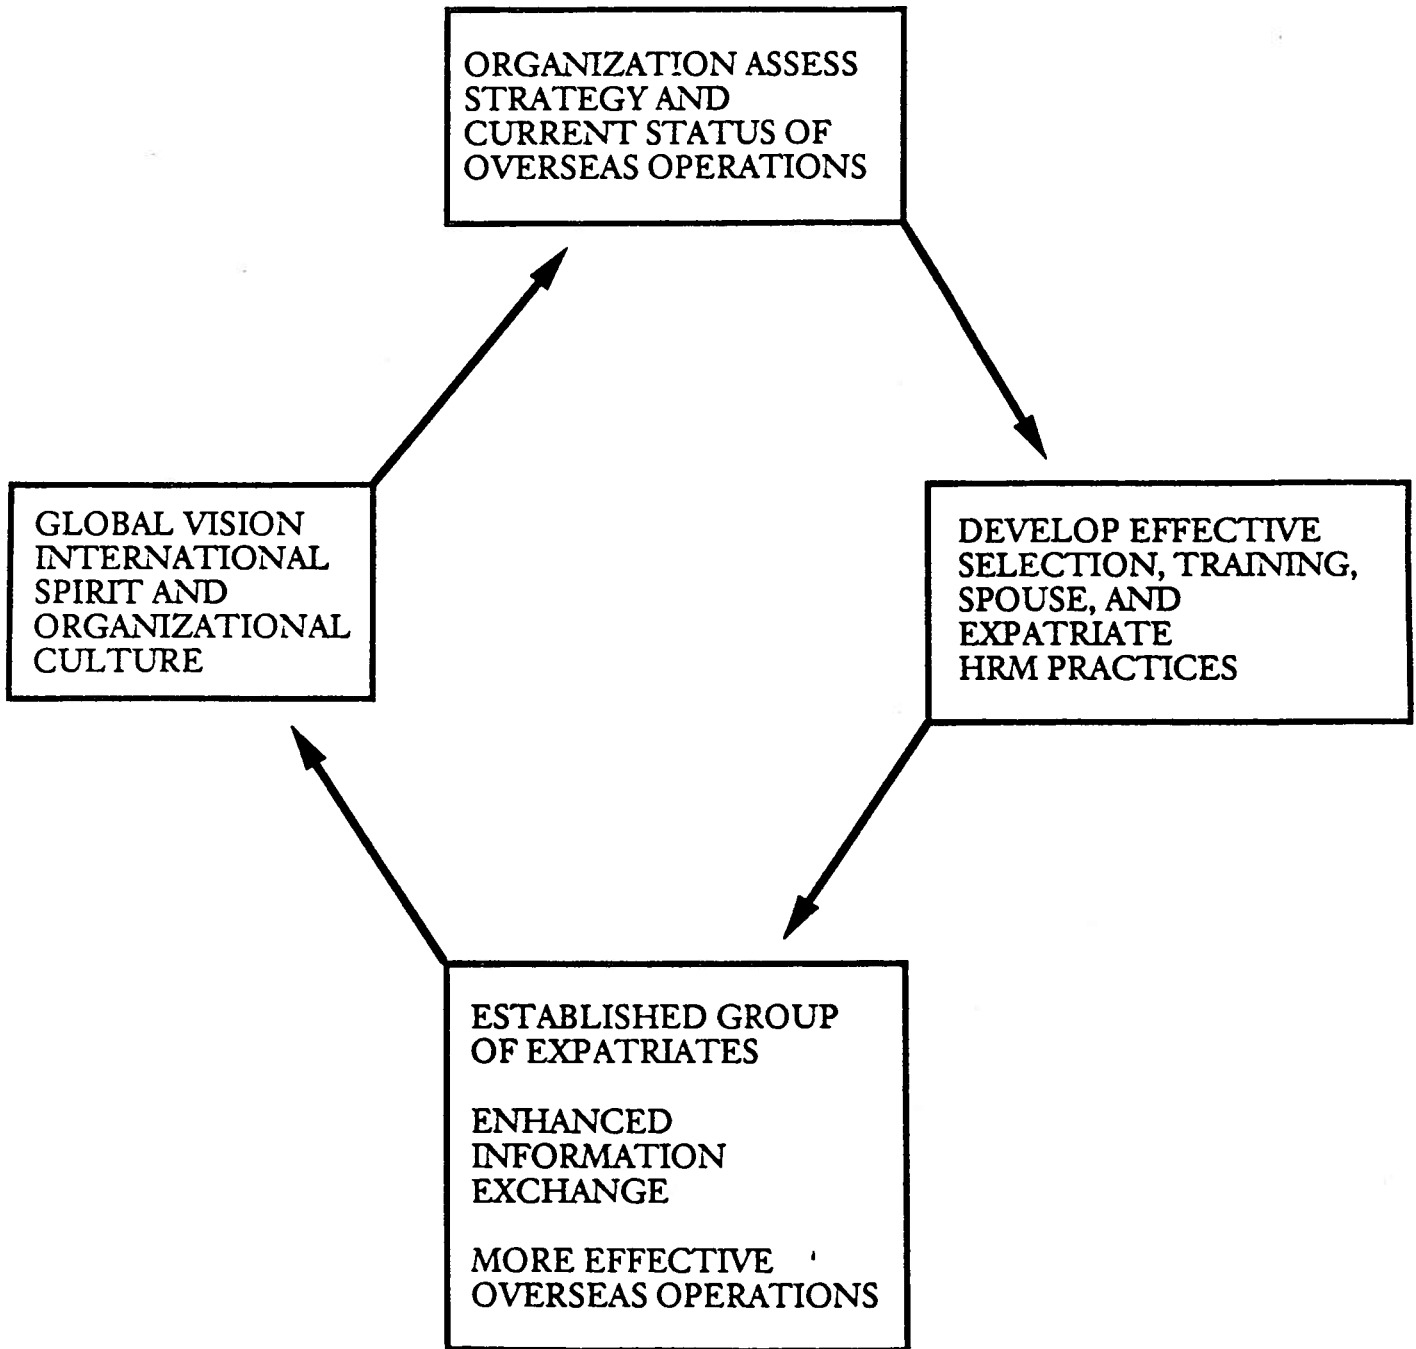 ORGANIZATION ASSESS
STRATEGY AND
CURRENT STATUS OF
OVERSEAS OPERATIONS
DEVELOP EFFECTIVE
SELECTION, TRAINING,
SPOUSE, AND
EXPATRIATE
HRM PRACTICES
ESTABLISHED GROUP
OF EXPATRIATES
ENHANCED
INFORMATION
EXCHANGE
MORE EFFECTIVE
OVERSEAS OPERATIONS
GLOBAL VISION
INTERNATIONAL
SPIRIT AND
ORGANIZATIONAL
CULTURE